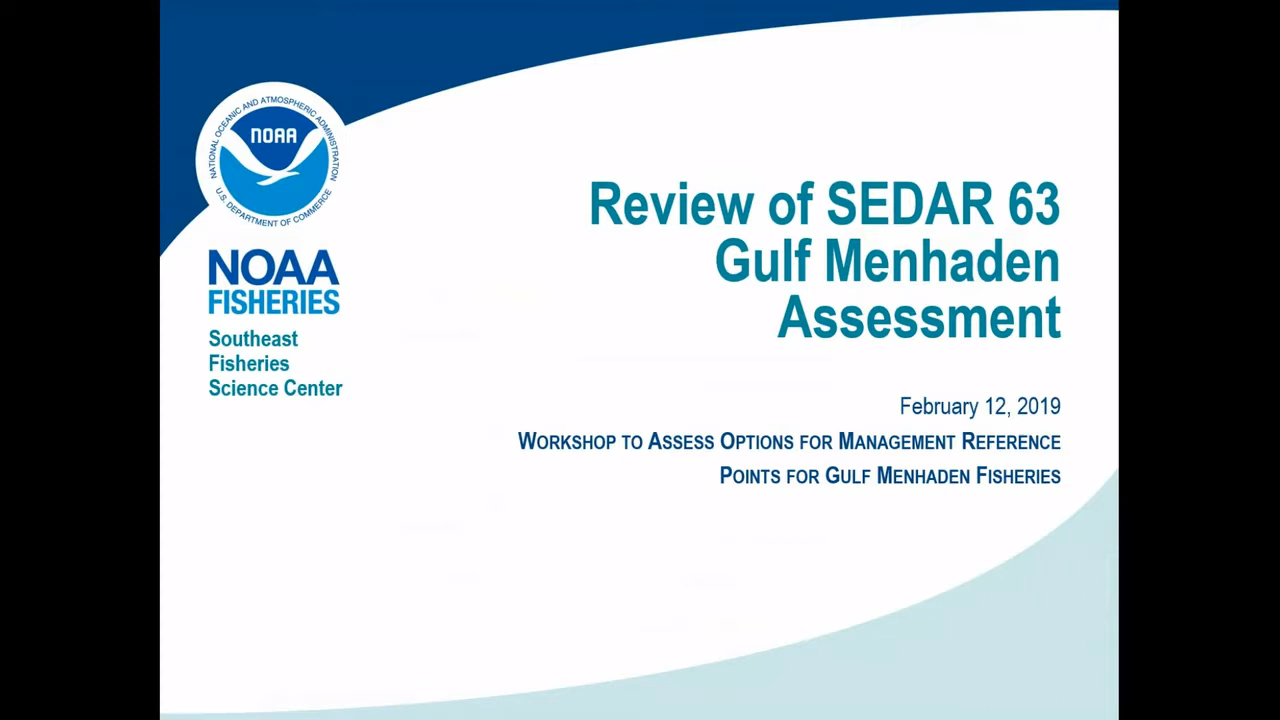 NATIONAL OCEANIC AND ATMOSPHERIC ADMINISTRATION
NOAA
U.S. DEPARTMENT OF COMMERCE
NOAA
FISHERIES
Southeast
Fisheries
Science Center
Review of SEDAR 63
Gulf Menhaden
Assessment
February 12, 2019
WORKSHOP TO ASSESS OPTIONS FOR MANAGEMENT REFERENCE
POINTS FOR GULF MENHADEN FISHERIES